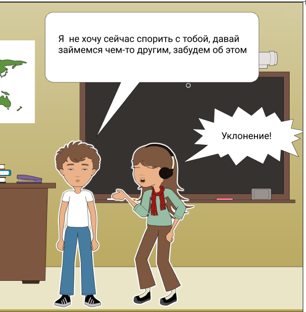 Я не хочу сейчас спорить с тобой, давай
займемся чем-то другим, забудем об этом
Уклонение!